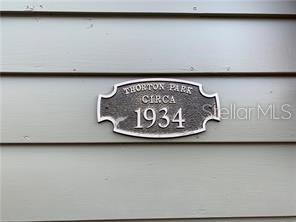 THORTON PARK
CIRCA
1934
StellarMLS